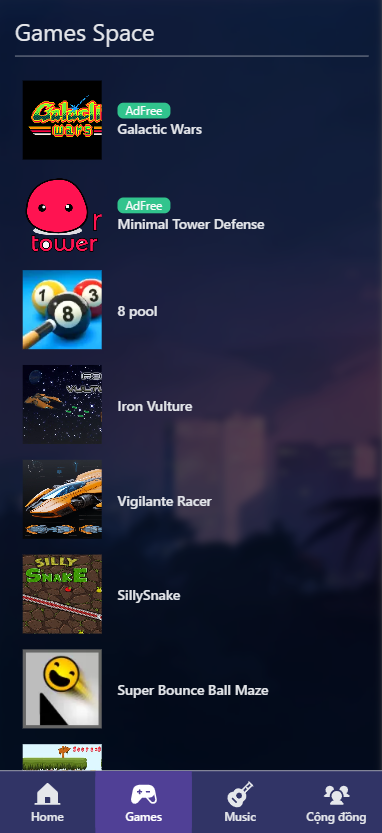 Games Space
Galactic
Wars
AdFree
Galactic Wars
AdFree
Minimal Tower Defense
tower
1
3
8
8 pool
Iron Vulture
Vigilante Racer
SILLY
SNAKE
SillySnake
Super Bounce Ball Maze
Home
Games
Music
Cộng đồng